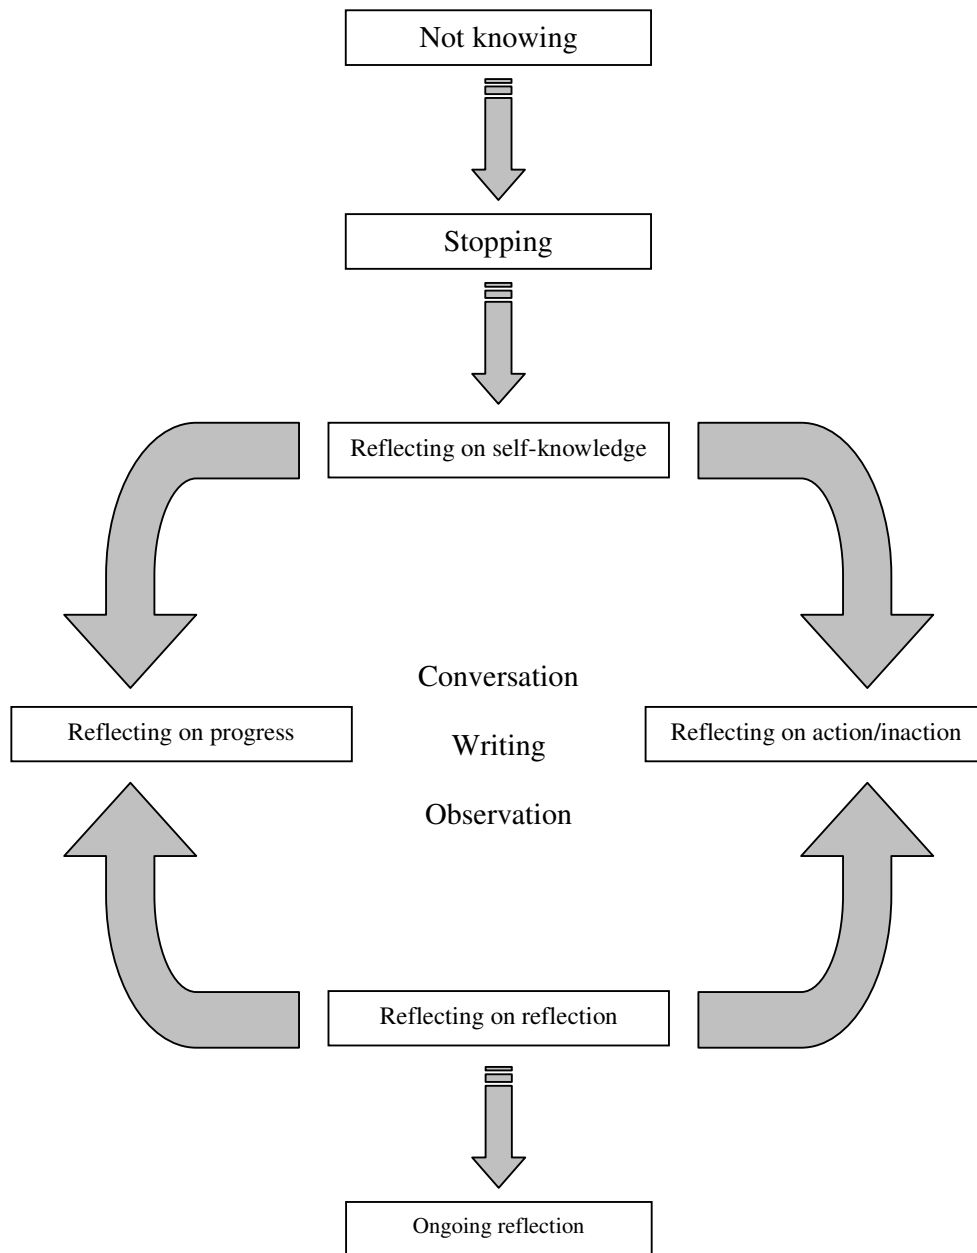 Not knowing
Stopping
Reflecting on self-knowledge
Conversation
Reflecting on progress
Writing
Reflecting on action/inaction
Observation
Reflecting on reflection
Ongoing reflection